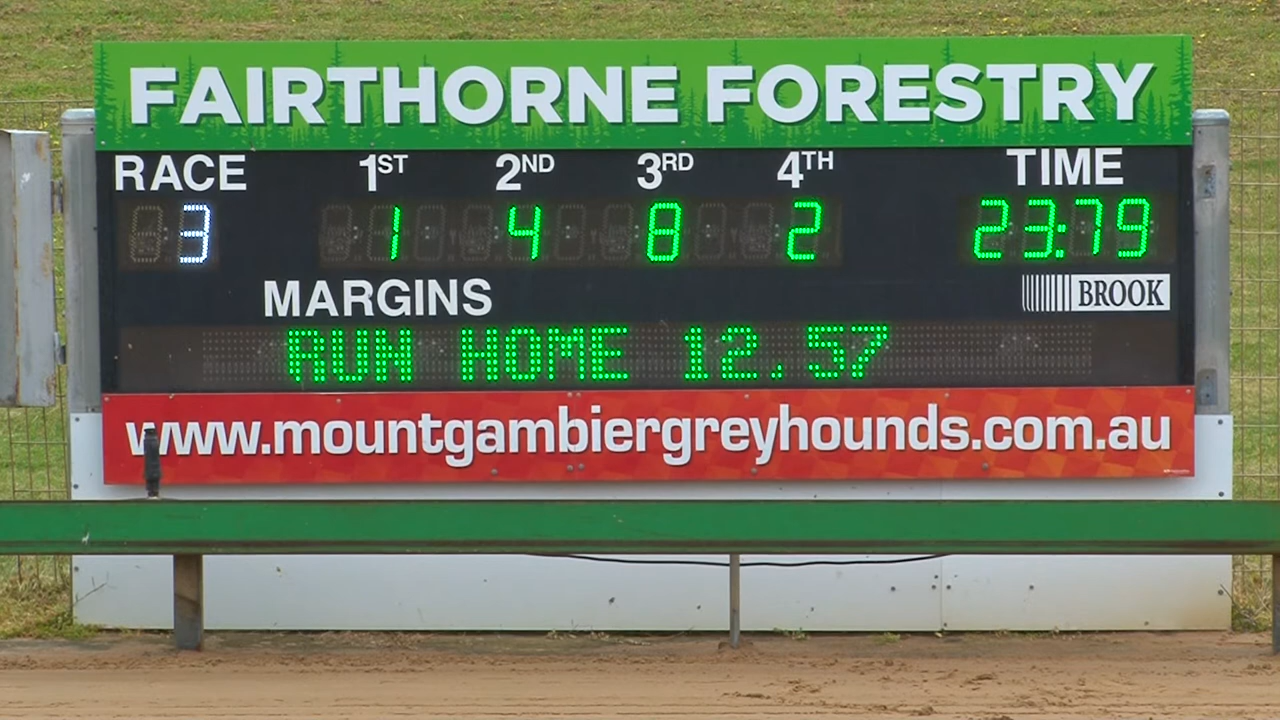 FAIRTHORNE FORESTRY
RACE 1ST 2ND 3RD 4TH TIME
3 1 4 8 2 23:79
MARGINS BROOK
RUN HOME 12.57
www.mountgambiergreyhounds.com.au